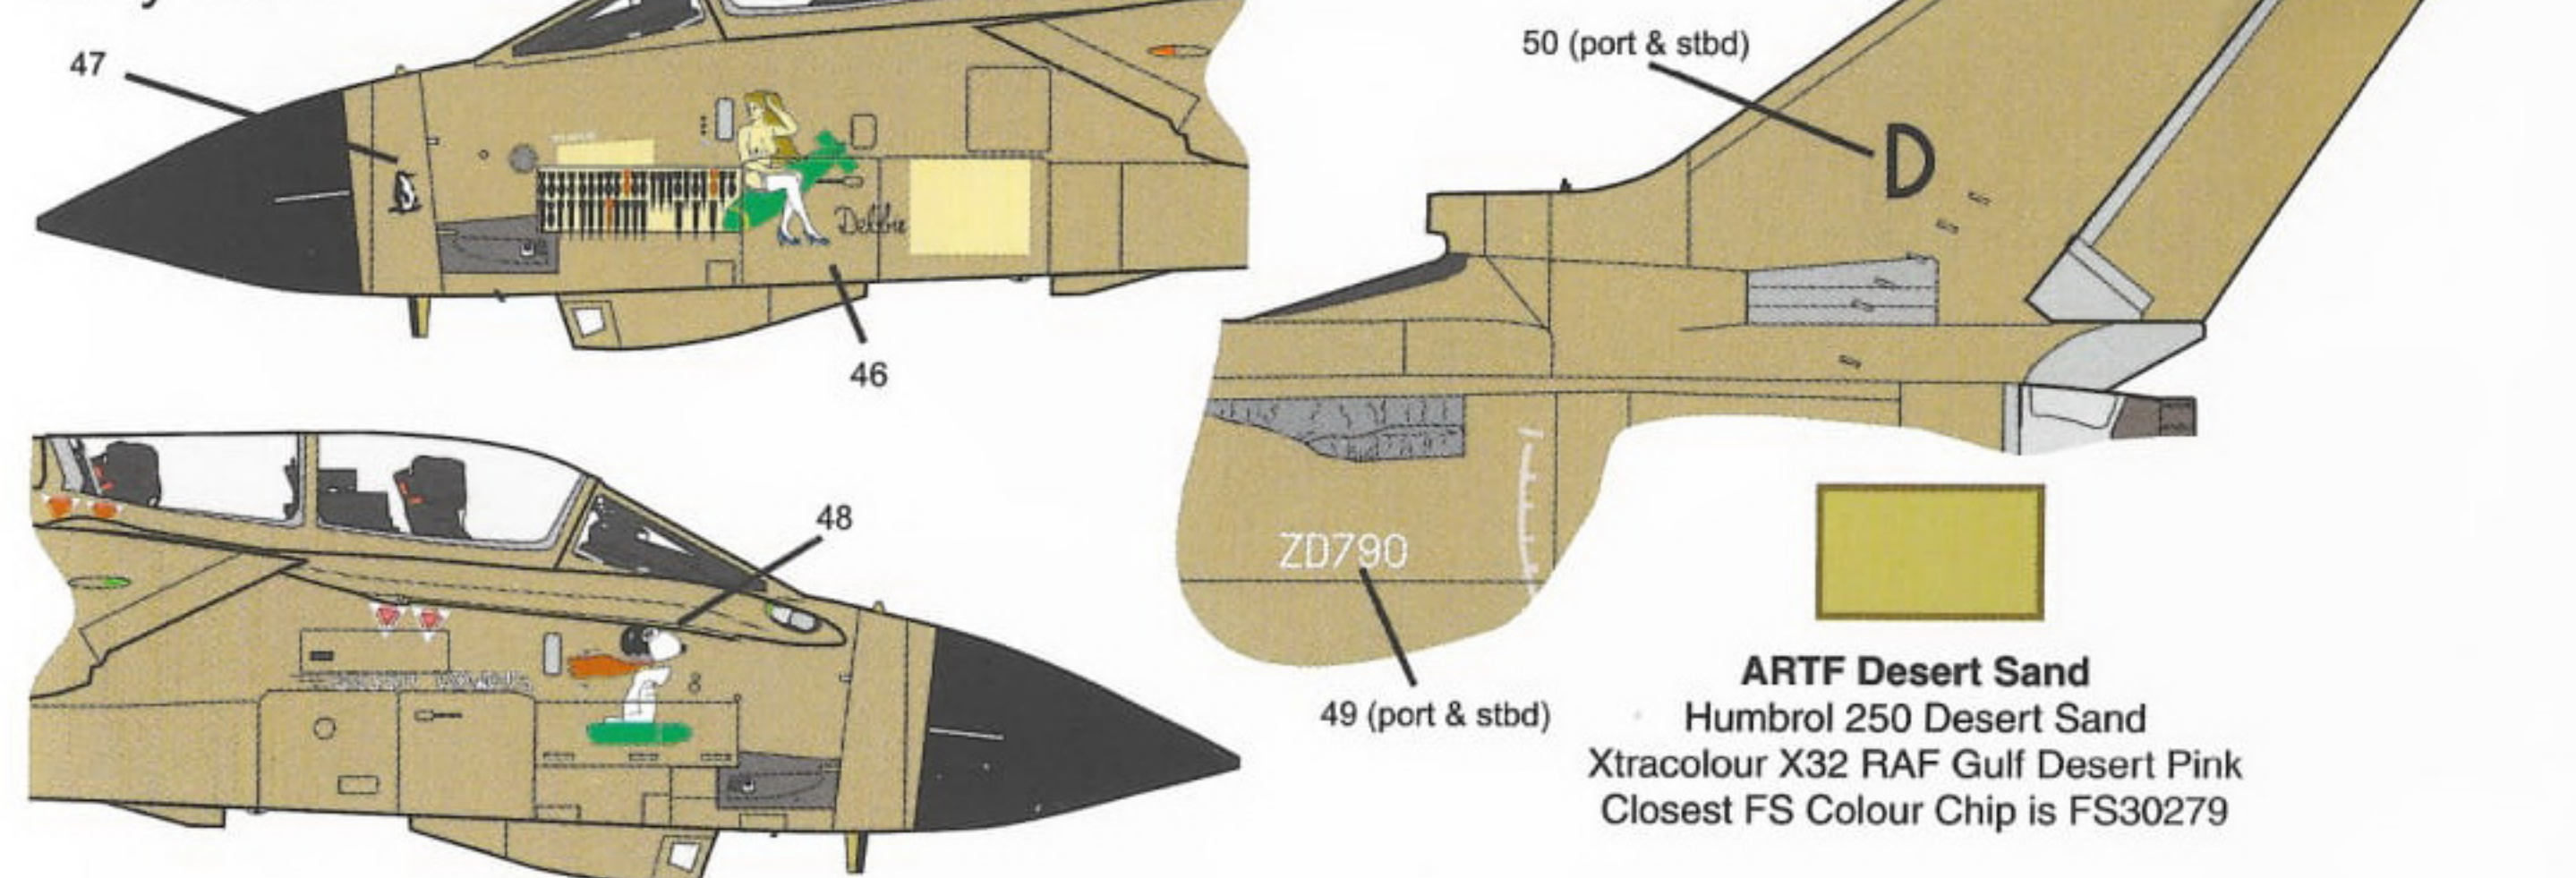 47
50 (port & stbd)
D
Debbie
46
48
ZD790
49 (port & stbd)
ARTF Desert Sand
Humbrol 250 Desert Sand
Xtracolour X32 RAF Gulf Desert Pink
Closest FS Colour Chip is FS30279